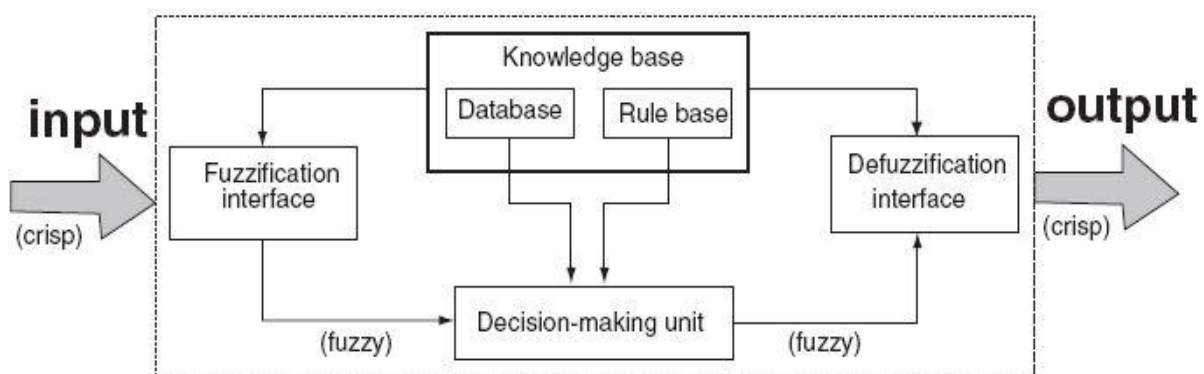 Knowledge base
Database
Rule base
input
output
Fuzzification
interface
Defuzzification
interface
(crisp)
(crisp)
Decision-making unit
(fuzzy)
(fuzzy)